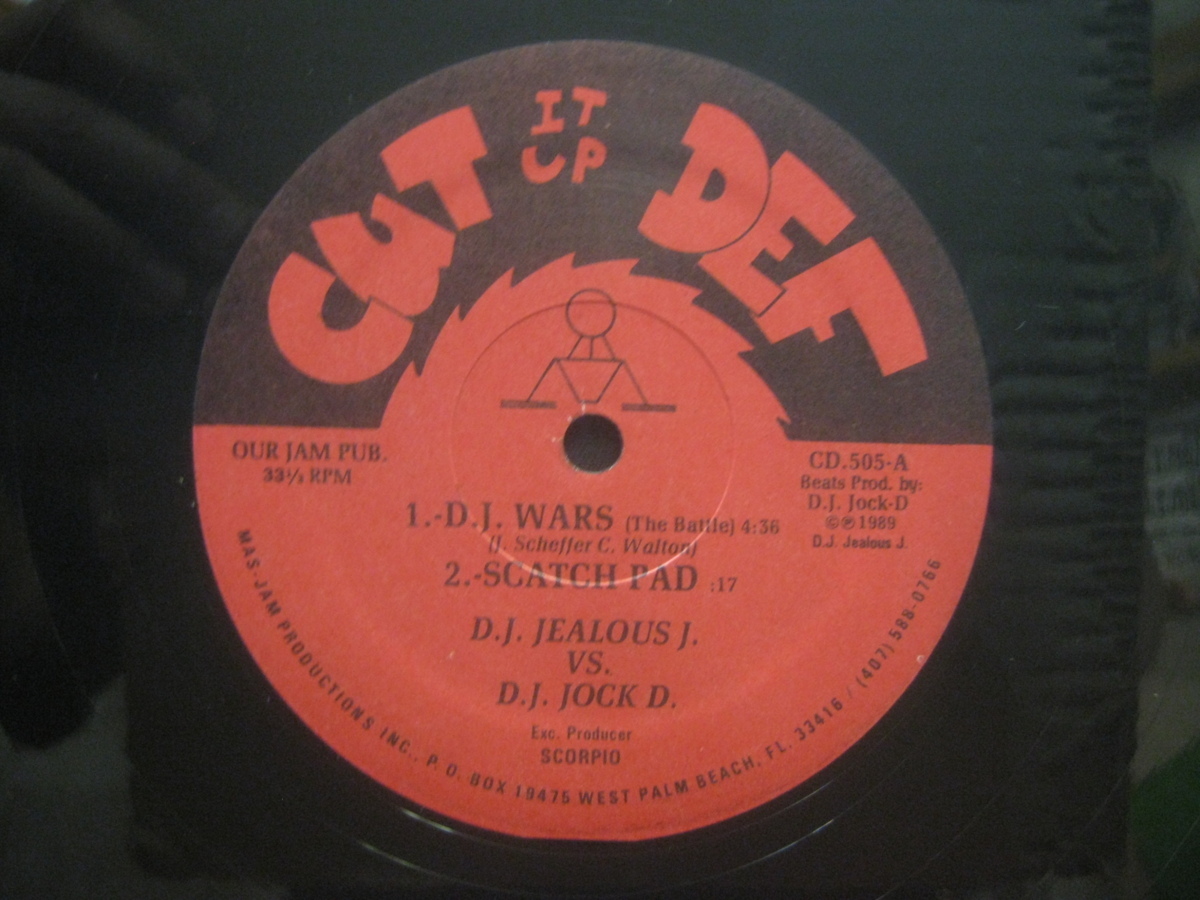 CUT IT UP DEF
OUR JAM PUB.
33⅓ RPM
CD.505-A
Beats Prod. by:
D.J. Jock-D
©℗1989
D.J. Jealous J.
1.-D.J. WARS (The Battle) 4:36
(J. Scheffer C. Walton)
2.-SCATCH PAD :17
D.J. JEALOUS J.
VS.
D.J. JOCK D.
Exc. Producer
SCORPIO
MAS-JAM PRODUCTIONS INC., P.O. BOX 19475 WEST PALM BEACH, FL. 33416 / (407) 588-0766